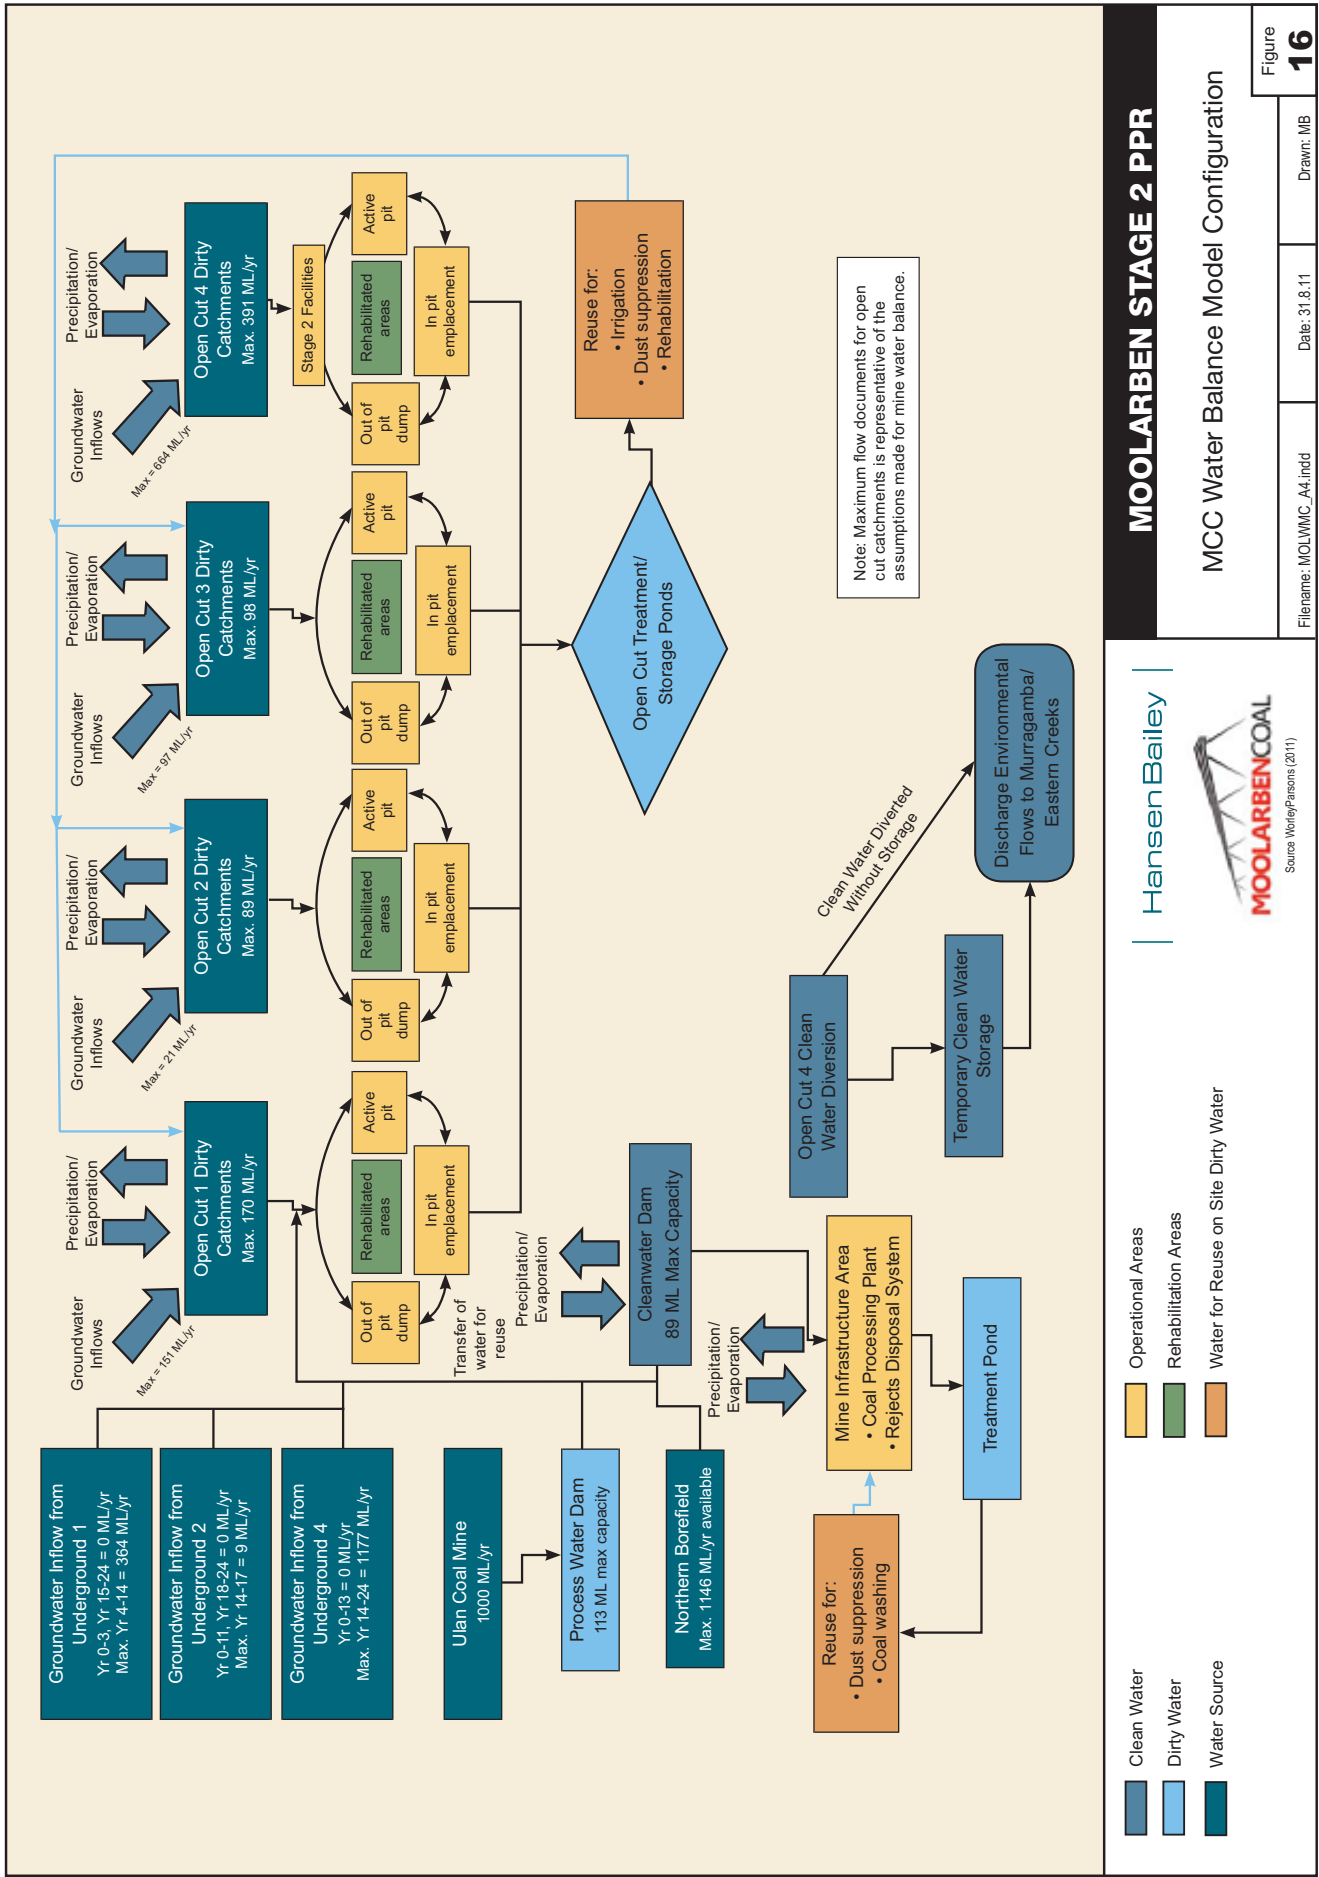 Groundwater Inflow from
Underground 1
Yr 0-3, Yr 15-24 = 0 ML/yr
Max. Yr 4-14 = 364 ML/yr
Groundwater Inflow from
Underground 2
Yr 0-11, Yr 18-24 = 0 ML/yr
Max. Yr 14-17 = 9 ML/yr
Groundwater Inflow from
Underground 4
Yr 0-13 = 0 ML/yr
Max. Yr 14-24 = 1177 ML/yr
Ulan Coal Mine
1000 ML/yr
Process Water Dam
113 ML max capacity
Northern Borefield
Max. 1146 ML/yr available
Groundwater
Inflows
Max = 151 ML/yr
Precipitation/
Evaporation
Open Cut 1 Dirty
Catchments
Max. 170 ML/yr
Out of
pit
dump
Rehabilitated
areas
Active
pit
In pit
emplacement
Transfer of
water for
reuse
Groundwater
Inflows
Max = 21 ML/yr
Precipitation/
Evaporation
Open Cut 2 Dirty
Catchments
Max. 89 ML/yr
Out of
pit
dump
Rehabilitated
areas
Active
pit
In pit
emplacement
Groundwater
Inflows
Max = 97 ML/yr
Precipitation/
Evaporation
Open Cut 3 Dirty
Catchments
Max. 98 ML/yr
Out of
pit
dump
Rehabilitated
areas
Active
pit
In pit
emplacement
Groundwater
Inflows
Max = 664 ML/yr
Precipitation/
Evaporation
Open Cut 4 Dirty
Catchments
Max. 391 ML/yr
Stage 2 Facilities
Out of
pit
dump
Rehabilitated
areas
Active
pit
In pit
emplacement
Open Cut Treatment/
Storage Ponds
Reuse for:
• Irrigation
• Dust suppression
• Rehabilitation
Precipitation/
Evaporation
Cleanwater Dam
89 ML Max Capacity
Precipitation/
Evaporation
Mine Infrastructure Area
• Coal Processing Plant
• Rejects Disposal System
Reuse for:
• Dust suppression
• Coal washing
Treatment Pond
Open Cut 4 Clean
Water Diversion
Clean Water Diverted
Without Storage
Temporary Clean Water
Storage
Discharge Environmental
Flows to Murragamba/
Eastern Creeks
Note: Maximum flow documents for open
cut catchments is representative of the
assumptions made for mine water balance.
Clean Water
Dirty Water
Water Source
Operational Areas
Rehabilitation Areas
Water for Reuse on Site Dirty Water
HansenBailey
MOOLARBENCOAL
Source WorleyParsons (2011)
MOOLARBEN STAGE 2 PPR
MCC Water Balance Model Configuration
Figure
16
Filename: MOLWMC_A4.indd
Date: 31.8.11
Drawn: MB